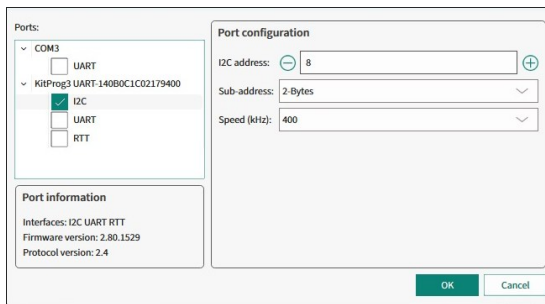 Ports:
COM3
UART
KitProg3 UART-140B0C1C02179400
I2C
UART
RTT
Port information
Interfaces: I2C UART RTT
Firmware version: 2.80.1529
Protocol version: 2.4
Port configuration
I2C address: 8
Sub-address: 2-Bytes
Speed (kHz): 400
OK Cancel